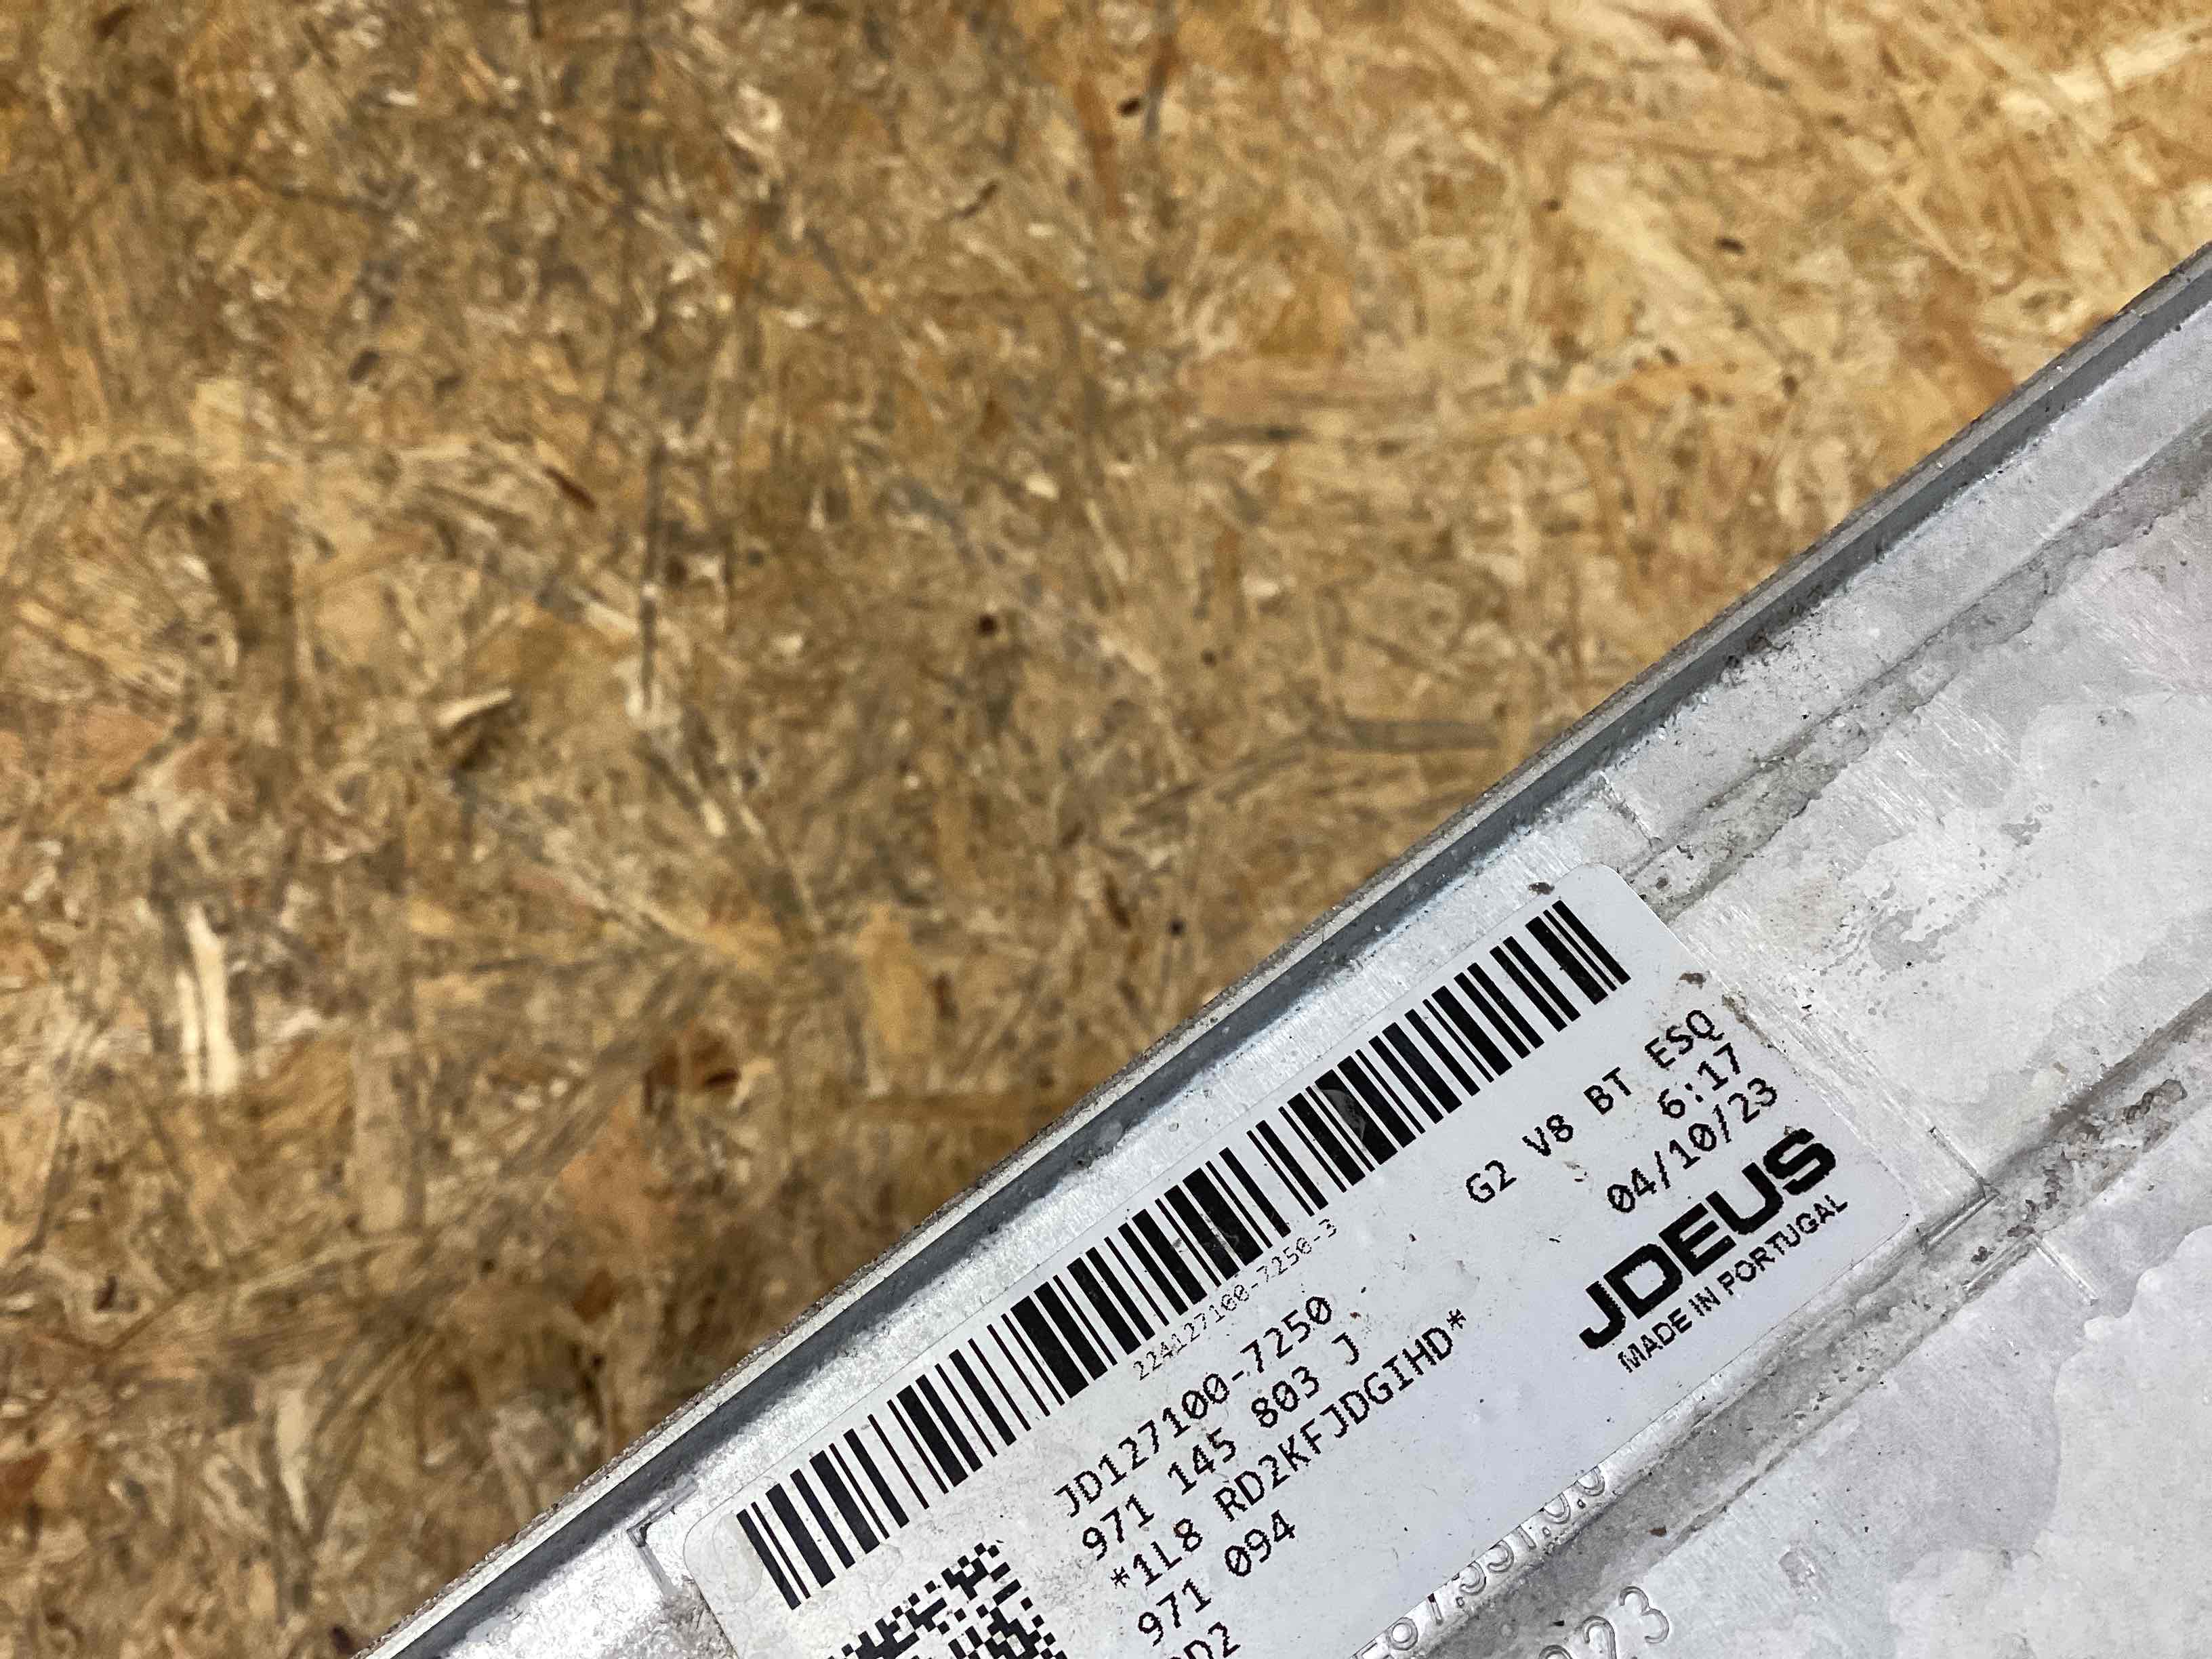 224127100-7250-3
JD127100-7250
G2 V8 BT ESQ
971 145 803 J
6:17
*1L8 RD2KFJDGIHD*
04/10/23
971 094
JDEUS
MADE IN PORTUGAL